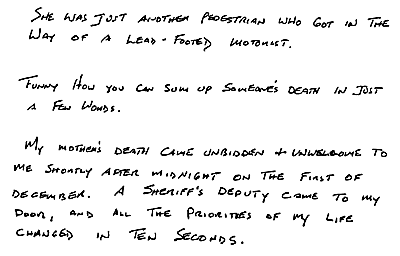 She was just another pedestrian who got in the
way of a lead-footed motorist.
Funny how you can sum up someone's death in just
a few words.
My mother's death came unbidden + unwelcome to
me shortly after midnight on the first of
December. A sheriff's deputy came to my
door, and all the priorities of my life
changed in ten seconds.